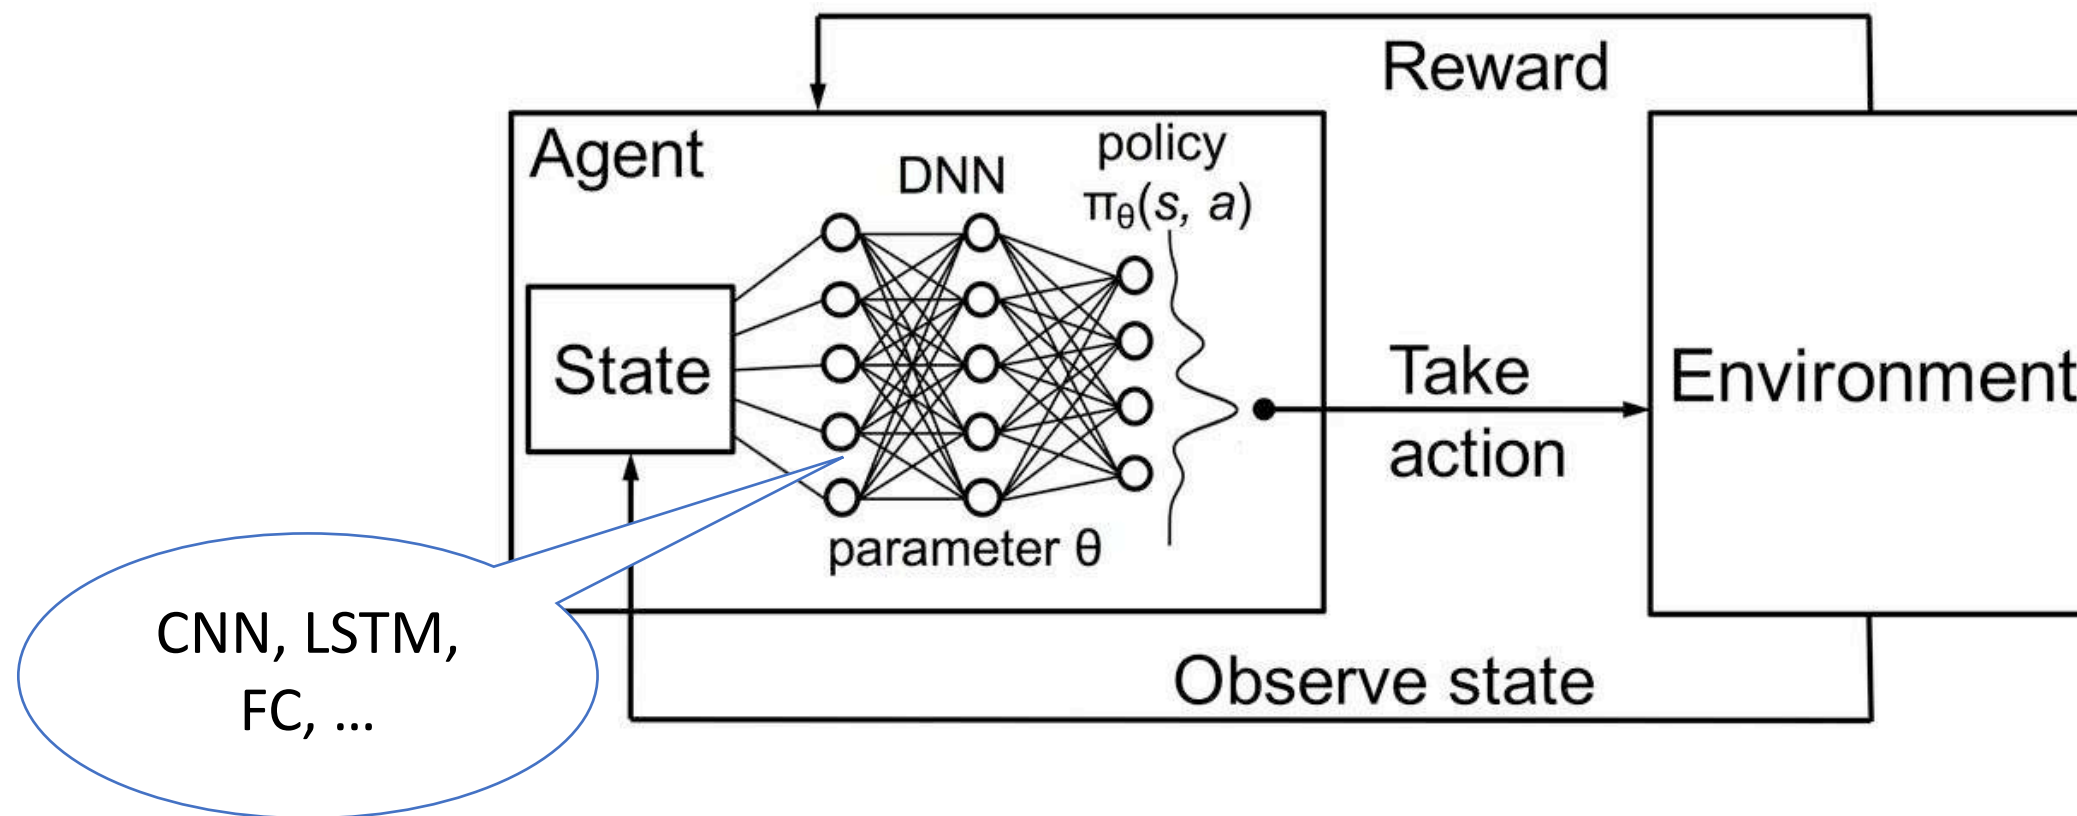 Reward
Agent
DNN
policy
πθ(s, a)
State
Take
action
Environment
parameter θ
CNN, LSTM,
FC, ...
Observe state